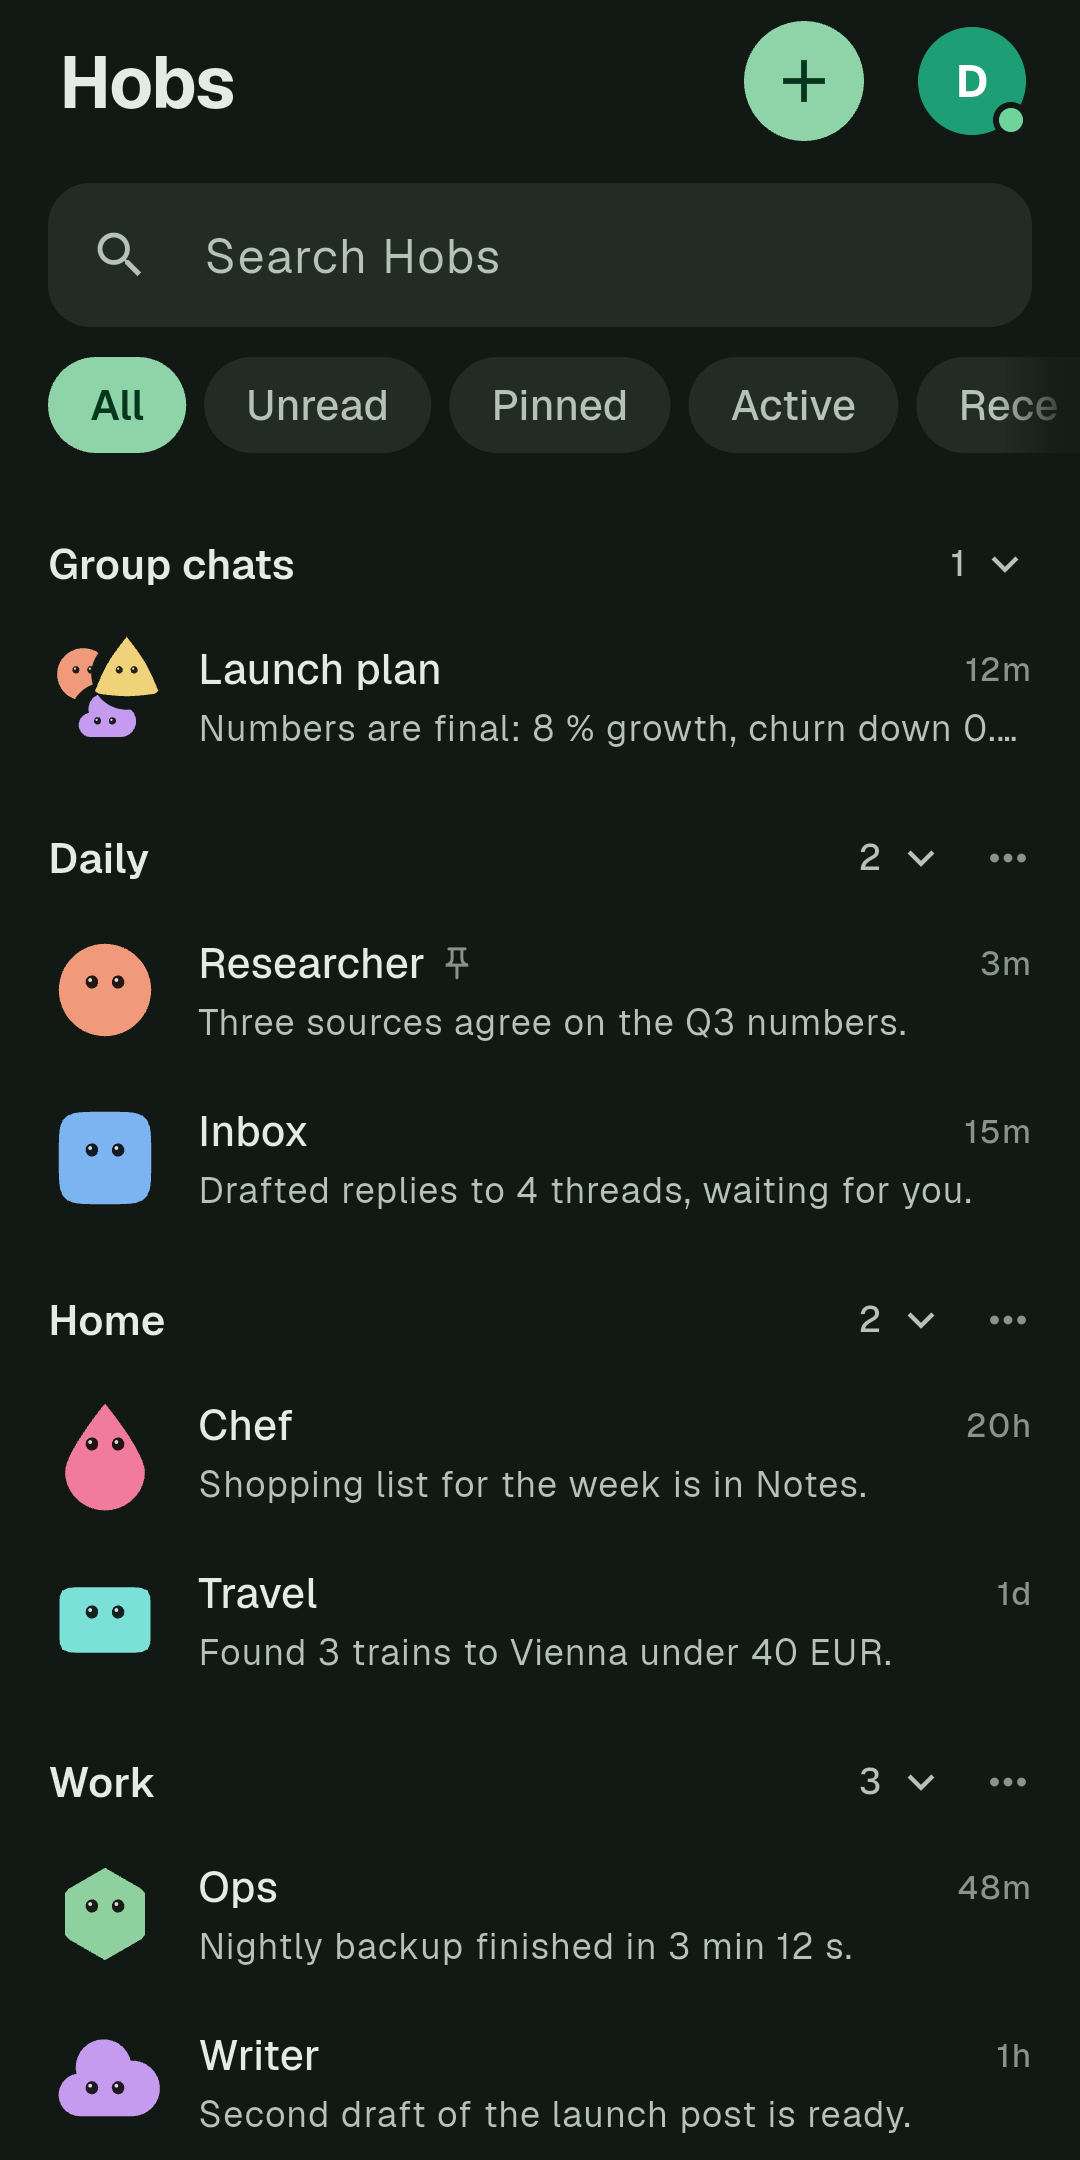 Hobs
D
Search Hobs
All Unread Pinned Active Rece
Group chats 1
Launch plan 12m
Numbers are final: 8 % growth, churn down 0.…
Daily 2
Researcher 3m
Three sources agree on the Q3 numbers.
Inbox 15m
Drafted replies to 4 threads, waiting for you.
Home 2
Chef 20h
Shopping list for the week is in Notes.
Travel 1d
Found 3 trains to Vienna under 40 EUR.
Work 3
Ops 48m
Nightly backup finished in 3 min 12 s.
Writer 1h
Second draft of the launch post is ready.